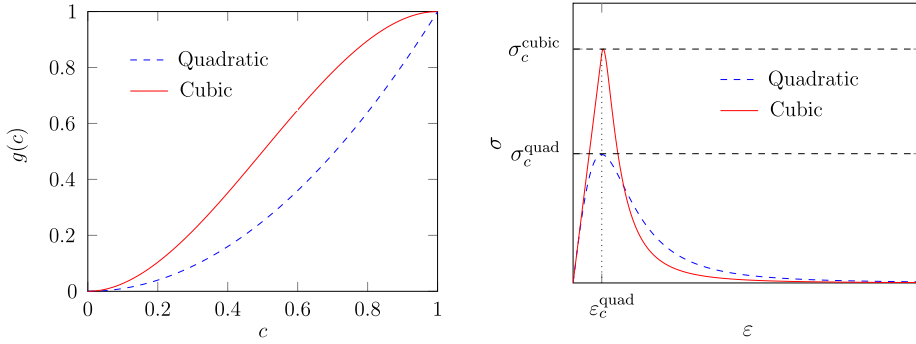 1
0.8
0.6
0.4
0.2
0
g(c)
Quadratic
Cubic
0 0.2 0.4 0.6 0.8 1
c
σ_c^cubic
σ_c^quad
σ
Quadratic
Cubic
ε_c^quad
ε